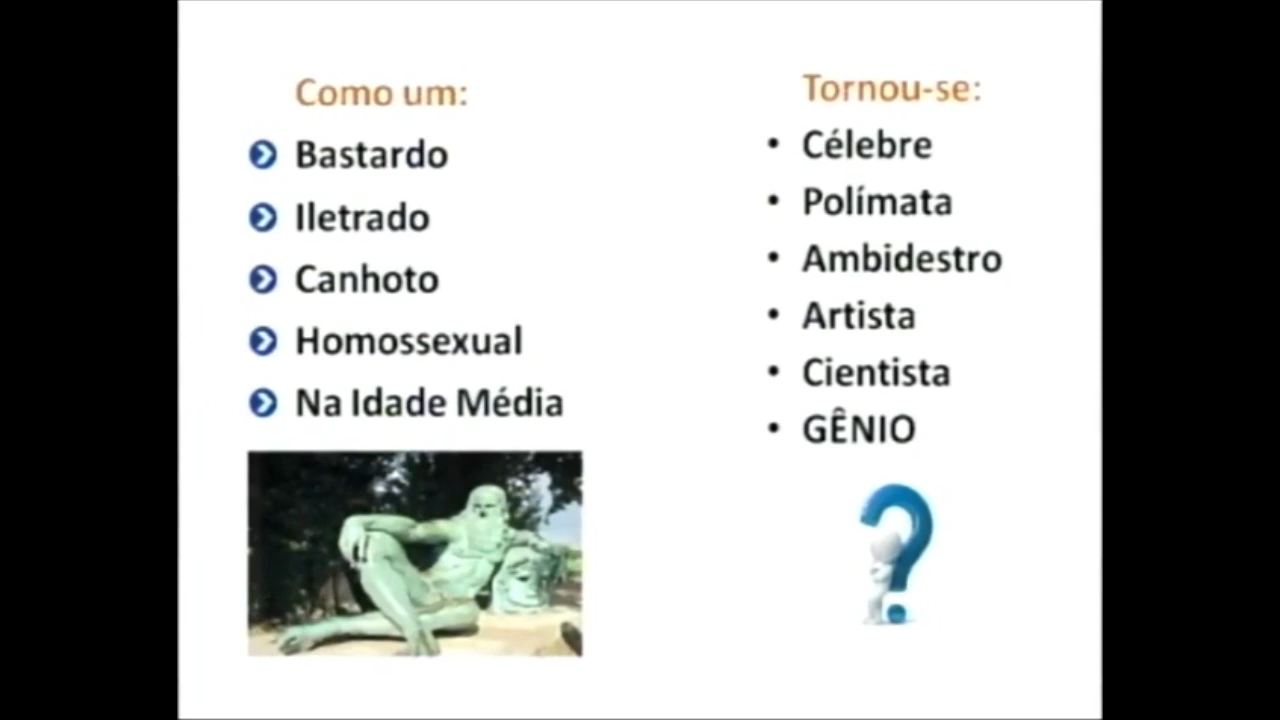 Como um:
Bastardo
Iletrado
Canhoto
Homossexual
Na Idade Média
Tornou-se:
Célebre
Polímata
Ambidestro
Artista
Cientista
GÊNIO